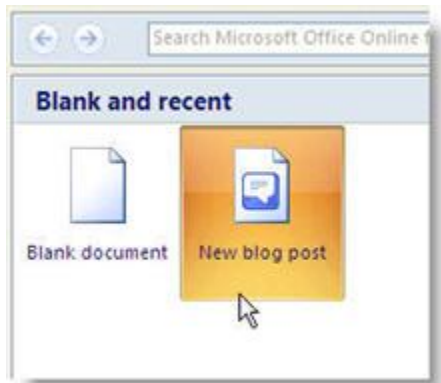 Search Microsoft Office Online
Blank and recent
Blank document
New blog post